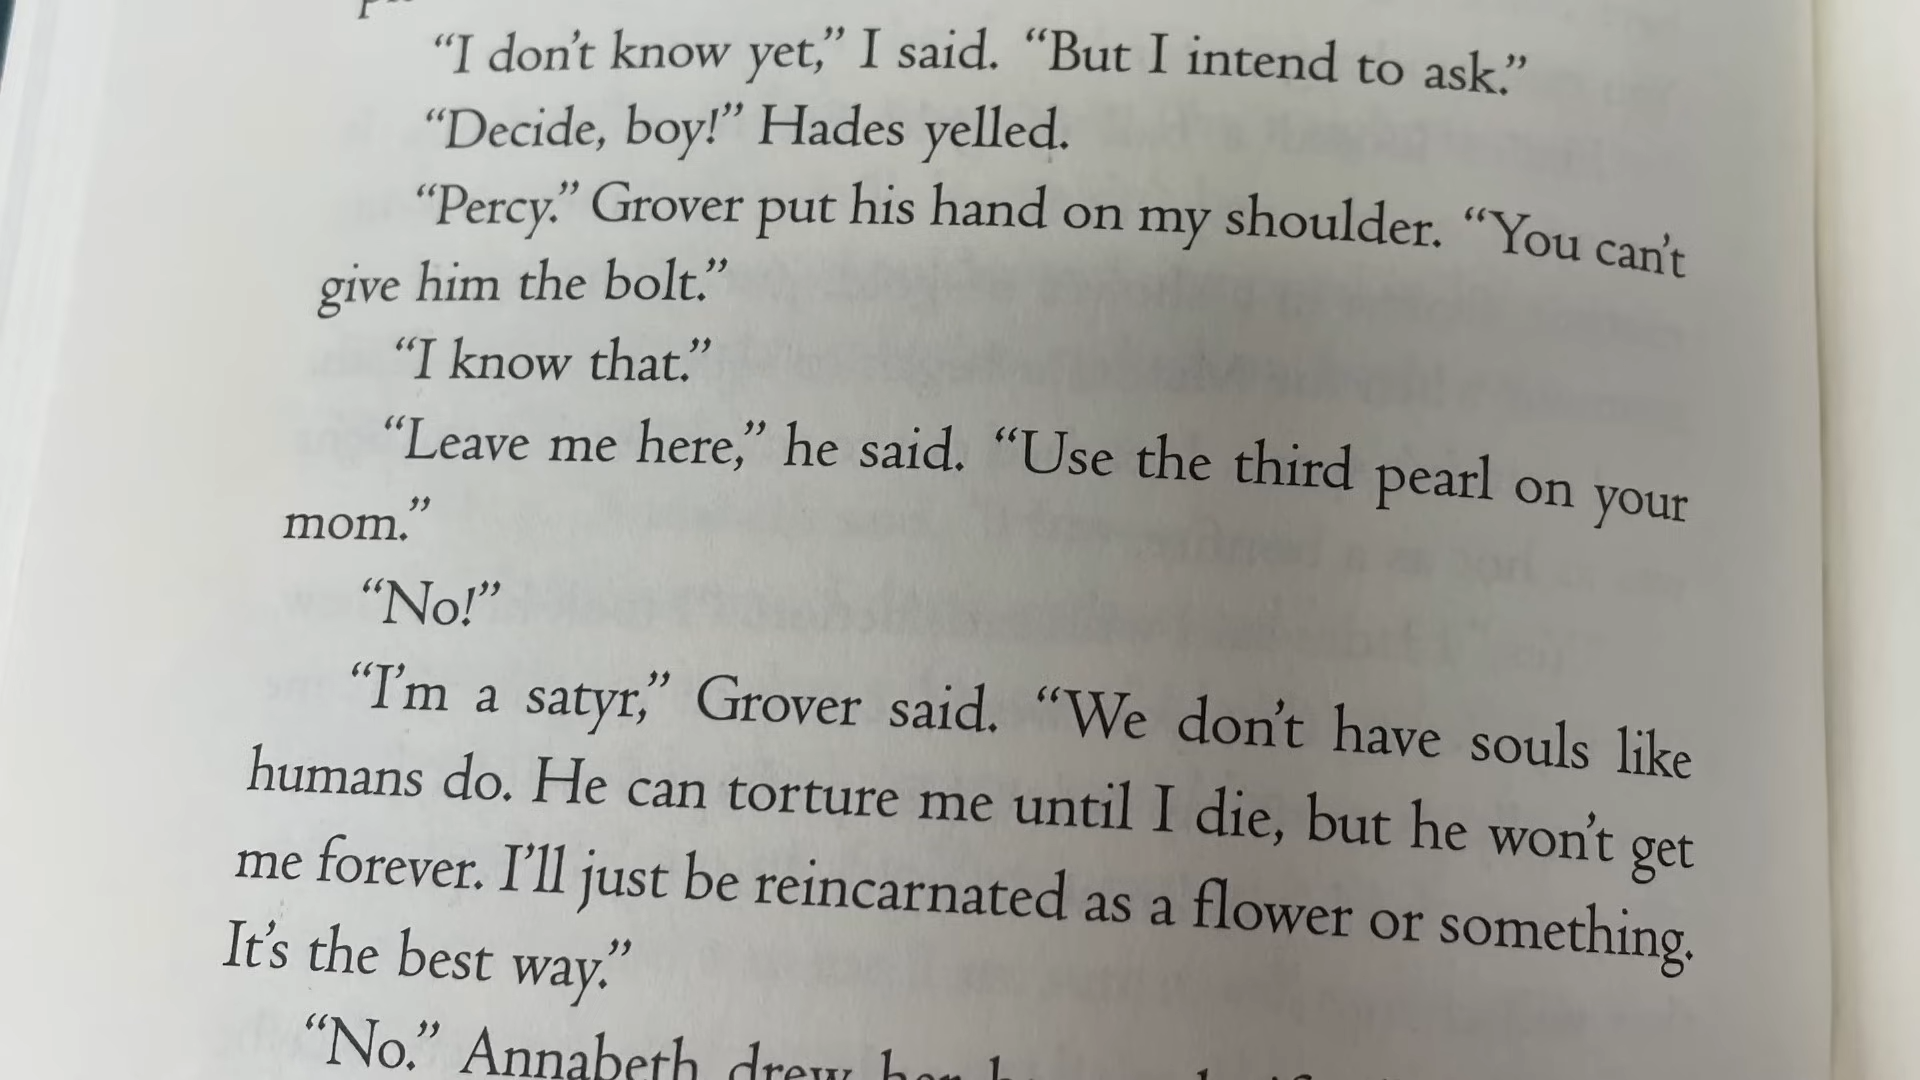 “I don’t know yet,” I said. “But I intend to ask.”
“Decide, boy!” Hades yelled.
“Percy.” Grover put his hand on my shoulder. “You can’t
give him the bolt.”
“I know that.”
“Leave me here,” he said. “Use the third pearl on your
mom.”
“No!”
“I’m a satyr,” Grover said. “We don’t have souls like
humans do. He can torture me until I die, but he won’t get
me forever. I’ll just be reincarnated as a flower or something.
It’s the best way.”
“No.” Annabeth drew her